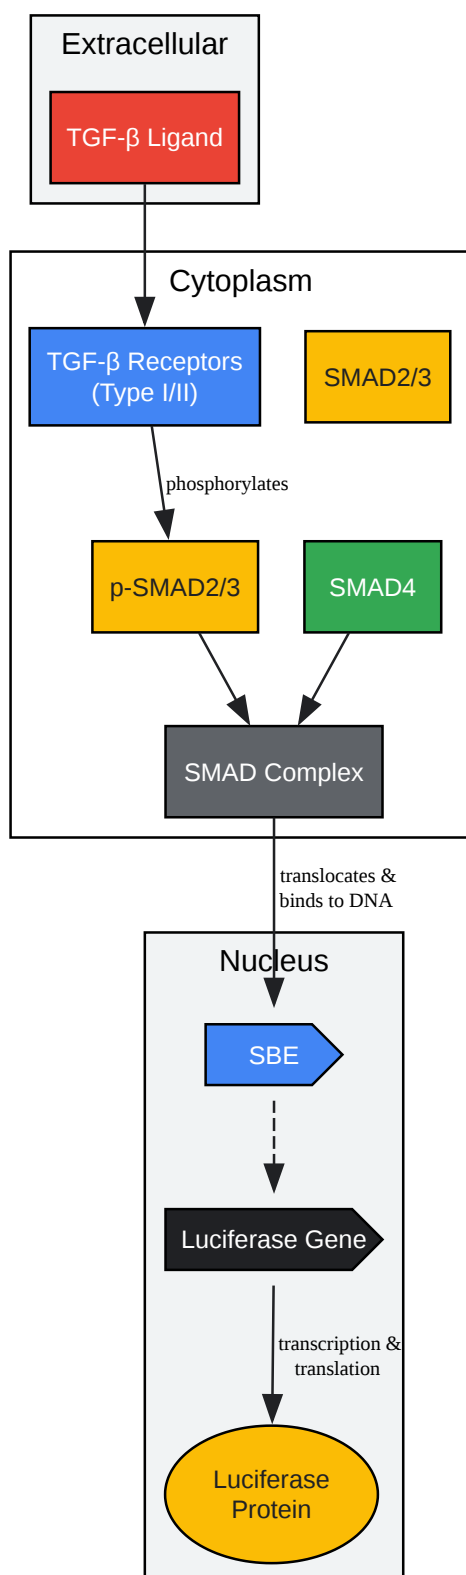 Extracellular
TGF-β Ligand
Cytoplasm
TGF-β Receptors
(Type I/II)
SMAD2/3
phosphorylates
p-SMAD2/3
SMAD4
SMAD Complex
translocates &
binds to DNA
Nucleus
SBE
Luciferase Gene
transcription &
translation
Luciferase
Protein